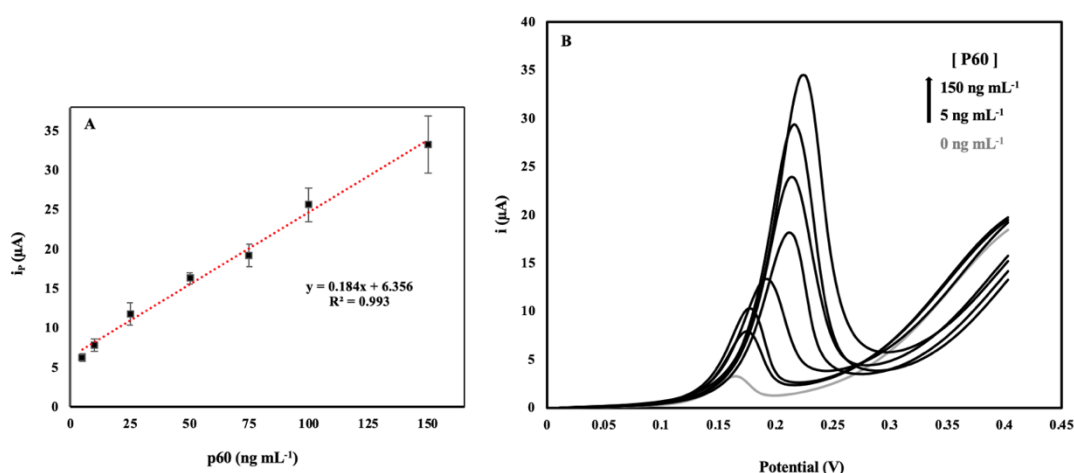 A
35
30
25
20
15
10
5
0
iₚ (µA)
y = 0.184x + 6.356
R² = 0.993
0 25 50 75 100 125 150
p60 (ng mL⁻¹)
B
40
35
30
25
20
15
10
5
0
i (µA)
[ P60 ]
150 ng mL⁻¹
5 ng mL⁻¹
0 ng mL⁻¹
0 0.05 0.1 0.15 0.2 0.25 0.3 0.35 0.4 0.45
Potential (V)